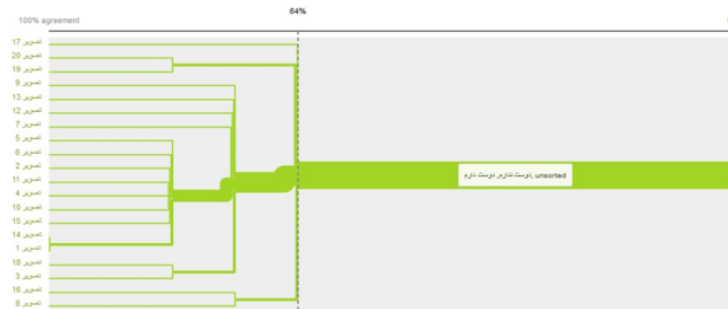 64%
100% agreement
تصویر 17
تصویر 20
تصویر 19
تصویر 9
تصویر 13
تصویر 12
تصویر 7
تصویر 5
تصویر 6
تصویر 2
تصویر 11
تصویر 4
تصویر 10
تصویر 15
تصویر 14
تصویر 1
تصویر 18
تصویر 3
تصویر 16
تصویر 8
دوست دارم, دوست ندارم, unsorted